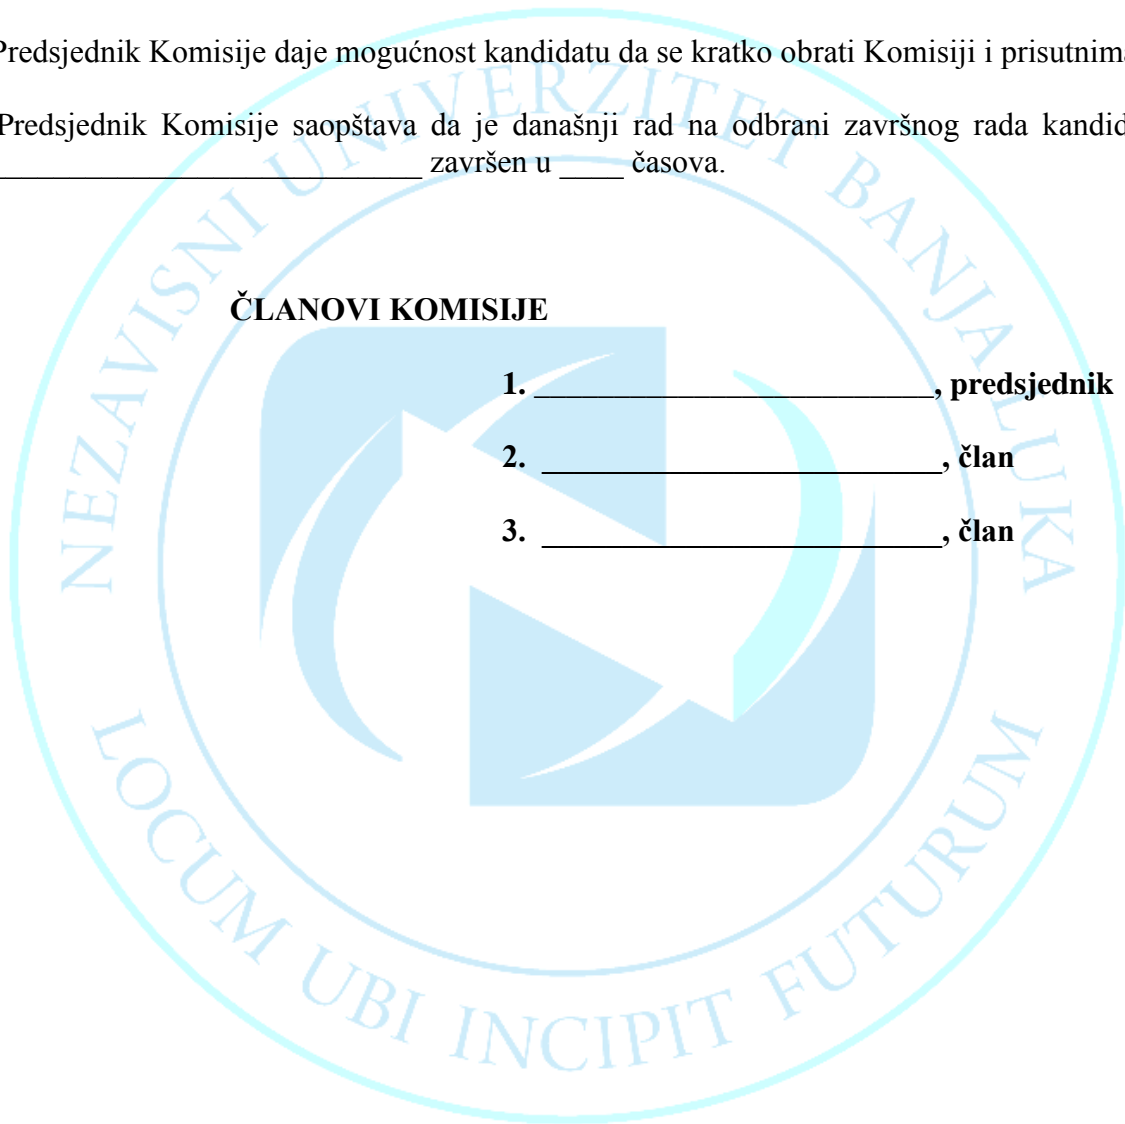 Predsjednik Komisije daje mogućnost kandidatu da se kratko obrati Komisiji i prisutnima
Predsjednik Komisije saopštava da je današnji rad na odbrani završnog rada kandid
___________________________ završen u ____ časova.
ČLANOVI KOMISIJE
1. _________________________, predsjednik
2. _________________________, član
3. _________________________, član
NEZAVISNI UNIVERZITET BANJA LUKA
LOCUM UBI INCIPIT FUTURUM